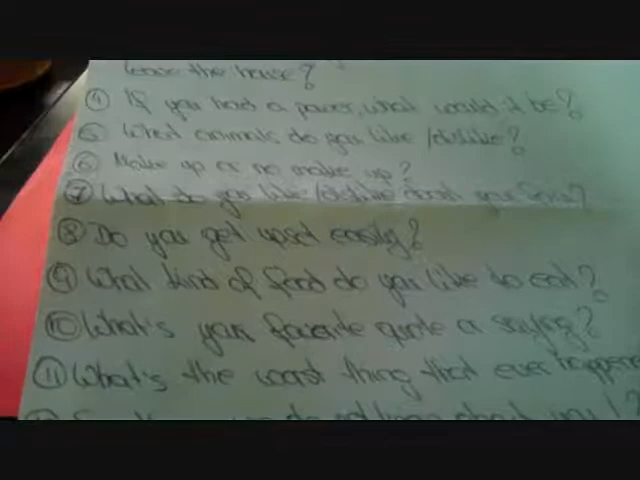 leave the house?
④ If you had a power, what would it be?
⑤ What animals do you like/dislike?
⑥ Make up or no make up?
⑦ What do you like/dislike about your
⑧ Do you get upset easily?
⑨ What kind of food do you like to eat?
⑩ What's your favorite quote or saying?
⑪ What's the worst thing that ever happene